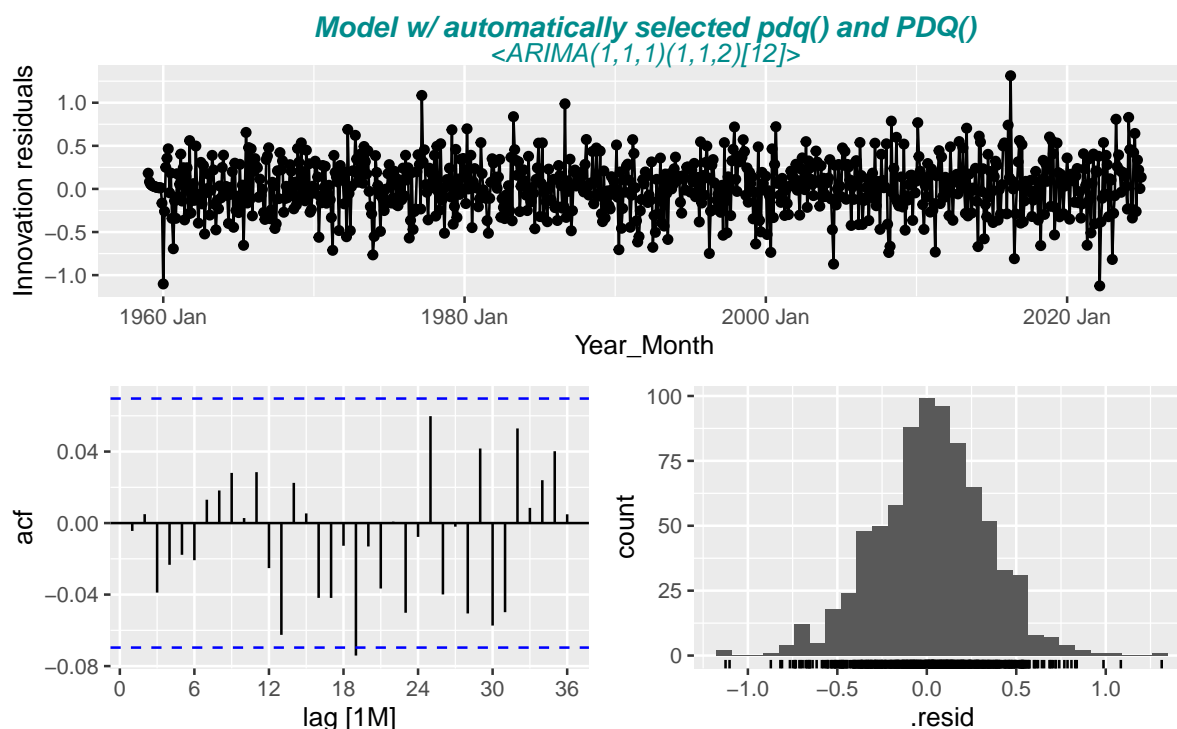 Model w/ automatically selected pdq() and PDQ()
<ARIMA(1,1,1)(1,1,2)[12]>
Innovation residuals
1.0
0.5
0.0
−0.5
−1.0
1960 Jan 1980 Jan 2000 Jan 2020 Jan
Year_Month
acf
0.04
0.00
−0.04
−0.08
0 6 12 18 24 30 36
lag [1M]
count
100
75
50
25
0
−1.0 −0.5 0.0 0.5 1.0
.resid